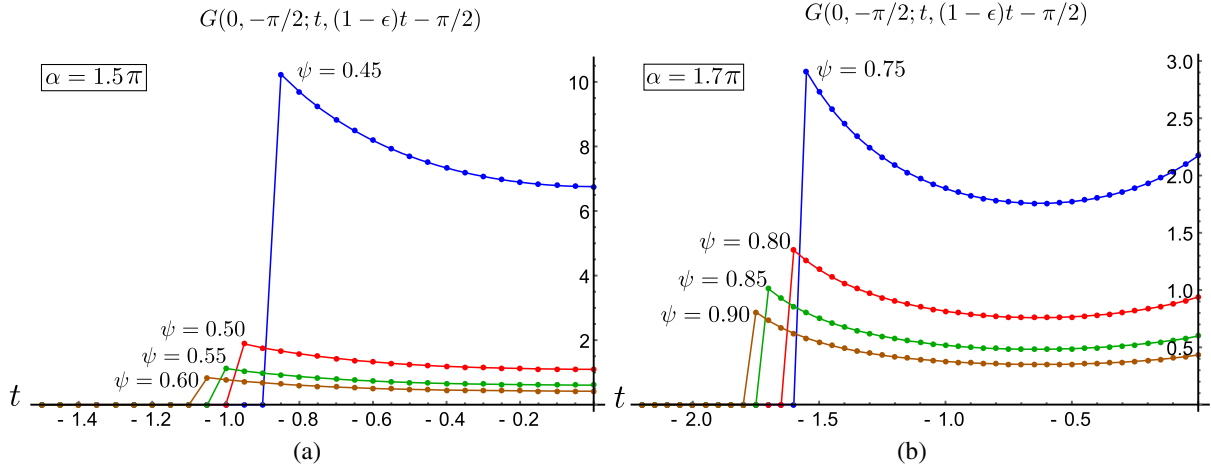 G(0, −π/2; t, (1 − ϵ)t − π/2)
α = 1.5π
ψ = 0.45
10
8
6
4
2
ψ = 0.50
ψ = 0.55
ψ = 0.60
t
- 1.4 - 1.2 - 1.0 - 0.8 - 0.6 - 0.4 - 0.2
(a)
G(0, −π/2; t, (1 − ϵ)t − π/2)
α = 1.7π
ψ = 0.75
3.0
2.5
2.0
1.5
1.0
0.5
ψ = 0.80
ψ = 0.85
ψ = 0.90
t
- 2.0 - 1.5 - 1.0 - 0.5
(b)